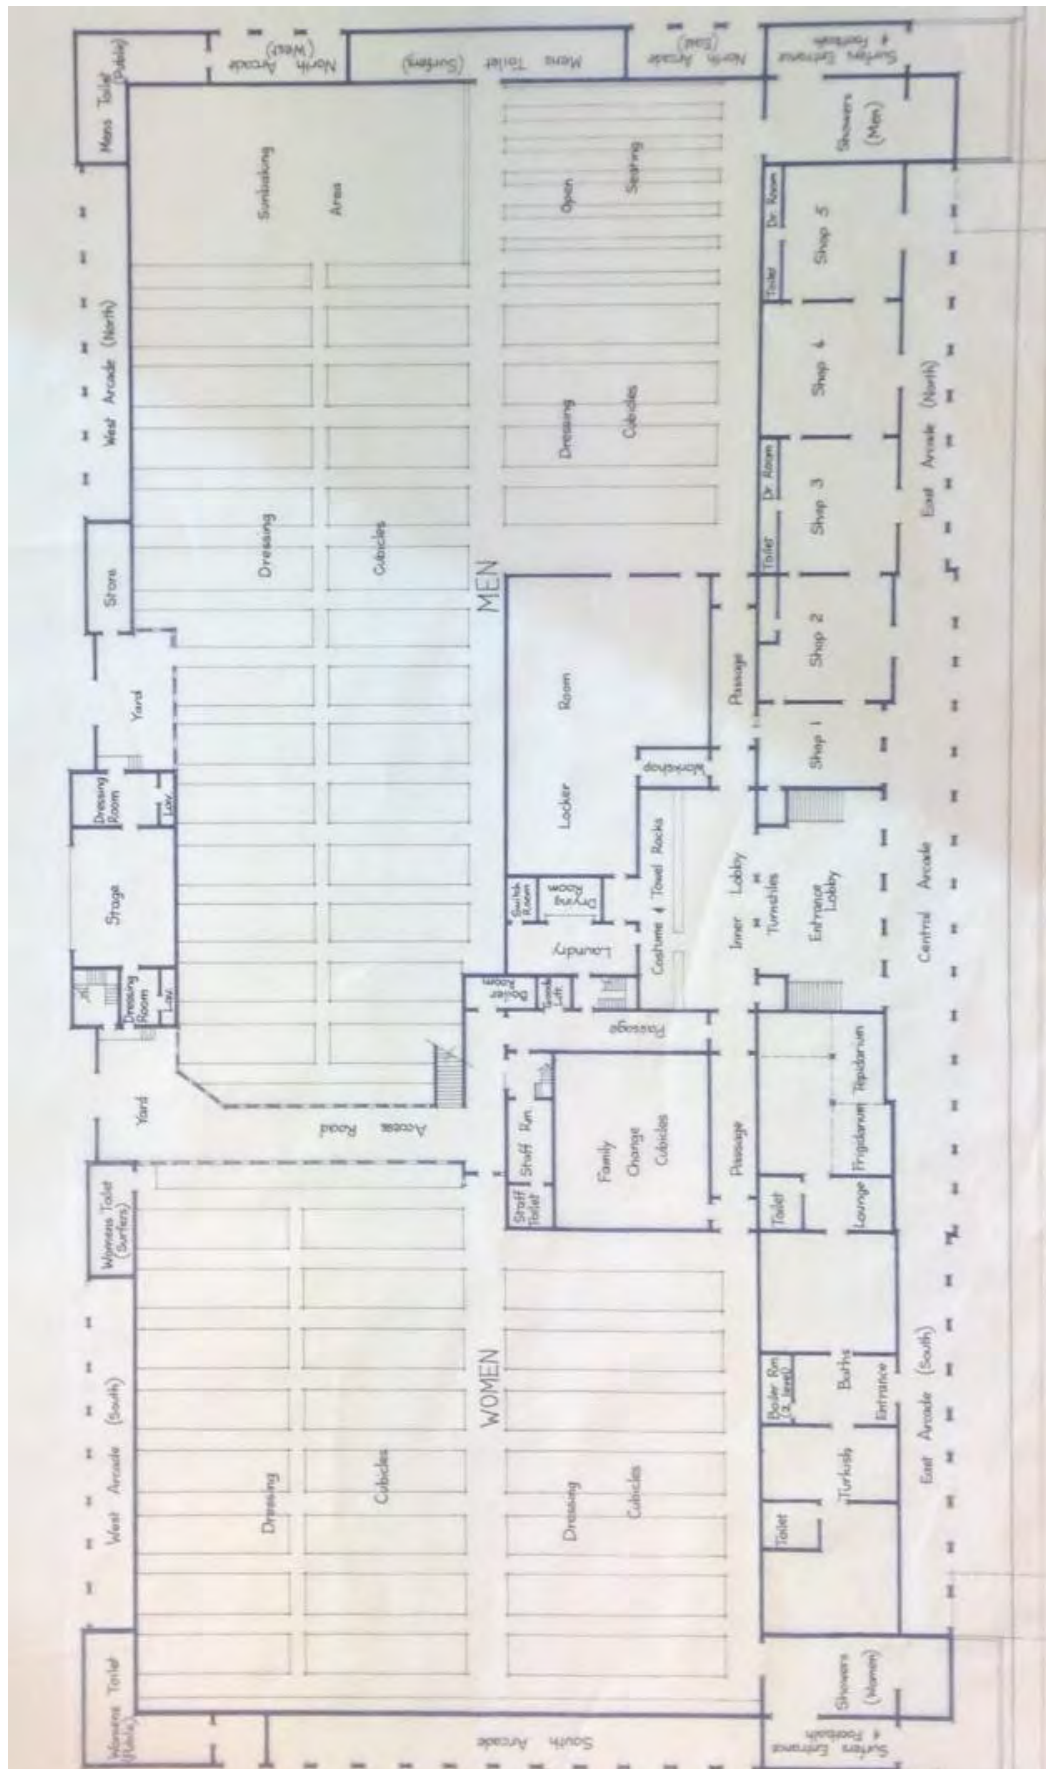 Mens Toilet
(Public)
North Arcade
(West)
Mens Toilet (Surfers)
North Arcade
(East)
Surfers Entrance
& Footbath
Sunbaking
Area
Open
Seating
Showers
(Men)
West Arcade (North)
Toilet
Dr. Room
Shop 5
Shop 4
East Arcade (North)
Dressing
Cubicles
Toilet
Dr. Room
Shop 3
Store
Dressing
Cubicles
MEN
Shop 2
Yard
Locker Room
Passage
Workshop
Shop 1
Dressing
Room
Lav.
Stage
Switch
Room
Drying
Room
Costume & Towel Racks
Inner Lobby
Turnstiles
Entrance
Lobby
Central Arcade
Laundry
Dressing
Room
Lav.
Boiler
Room
Passage
Yard
Access Road
Staff Rm.
Staff
Toilet
Family
Change
Cubicles
Passage
Toilet
Lounge
Frigidarium
Tepidarium
Womens Toilet
(Surfers)
West Arcade (South)
WOMEN
Dressing
Cubicles
Dressing
Cubicles
Boiler Rm
Turkish Baths
Entrance
Toilet
East Arcade (South)
Womens Toilet
(Public)
South Arcade
Showers
(Women)
Surfers Entrance
& Footbath